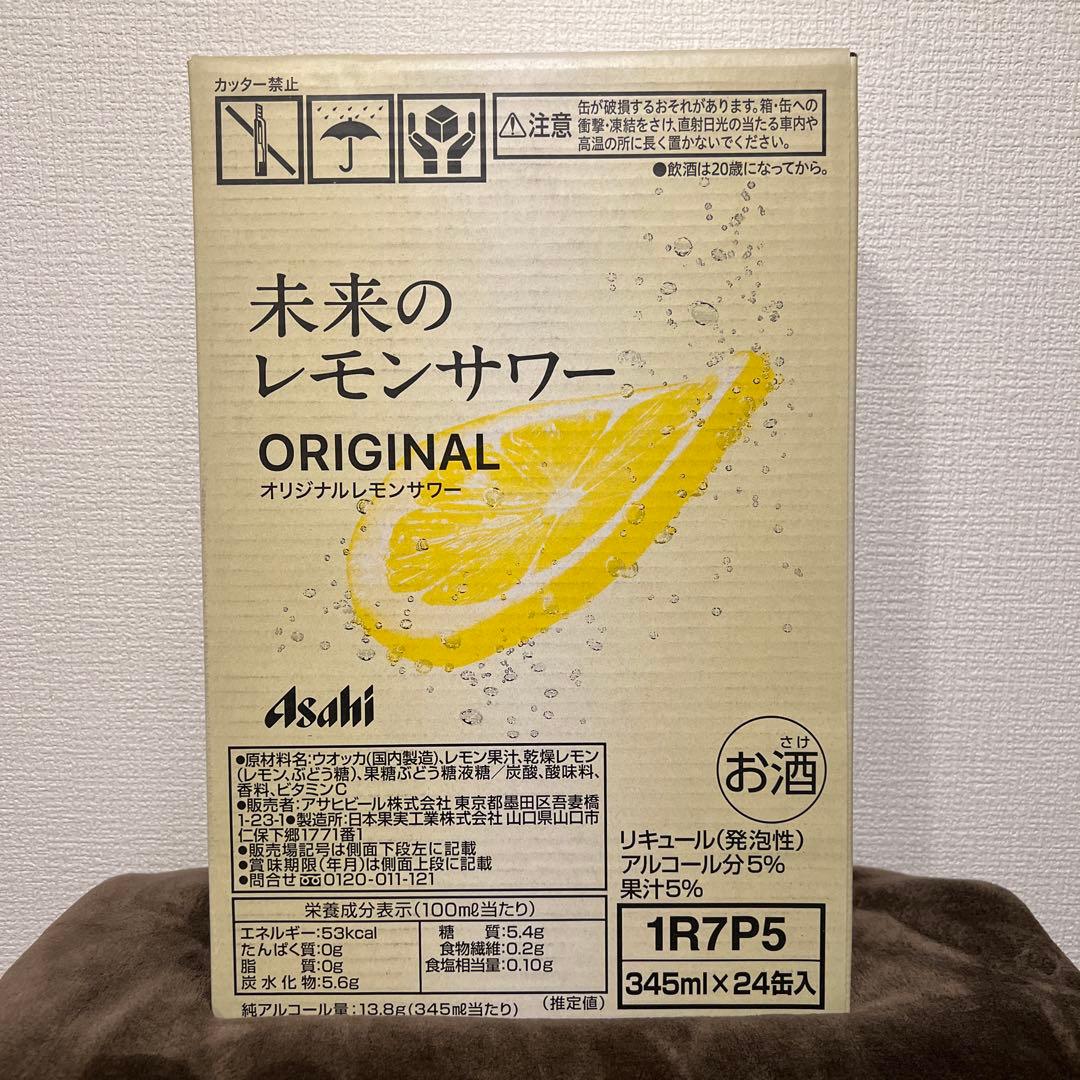 カッター禁止
⚠注意
缶が破損するおそれがあります。箱・缶への
衝撃・凍結をさけ、直射日光の当たる車内や
高温の所に長く置かないでください。
●飲酒は20歳になってから。
未来の
レモンサワー
ORIGINAL
オリジナルレモンサワー
Asahi
●原材料名:ウオッカ(国内製造)、レモン果汁、乾燥レモン
(レモン、ぶどう糖)、果糖ぶどう糖液糖/炭酸、酸味料、
香料、ビタミンC
●販売者:アサヒビール株式会社 東京都墨田区吾妻橋
1-23-1●製造所:日本果実工業株式会社 山口県山口市
仁保下郷1771番1
●販売場記号は側面下段左に記載
●賞味期限(年月)は側面上段に記載
●問合せ 0120-011-121
さけ
お酒
リキュール(発泡性)
アルコール分5%
果汁5%
栄養成分表示(100mℓ当たり)
エネルギー:53kcal
たんぱく質:0g
脂質:0g
炭水化物:5.6g
糖質:5.4g
食物繊維:0.2g
食塩相当量:0.10g
純アルコール量:13.8g(345mℓ当たり)
(推定値)
1R7P5
345ml×24缶入